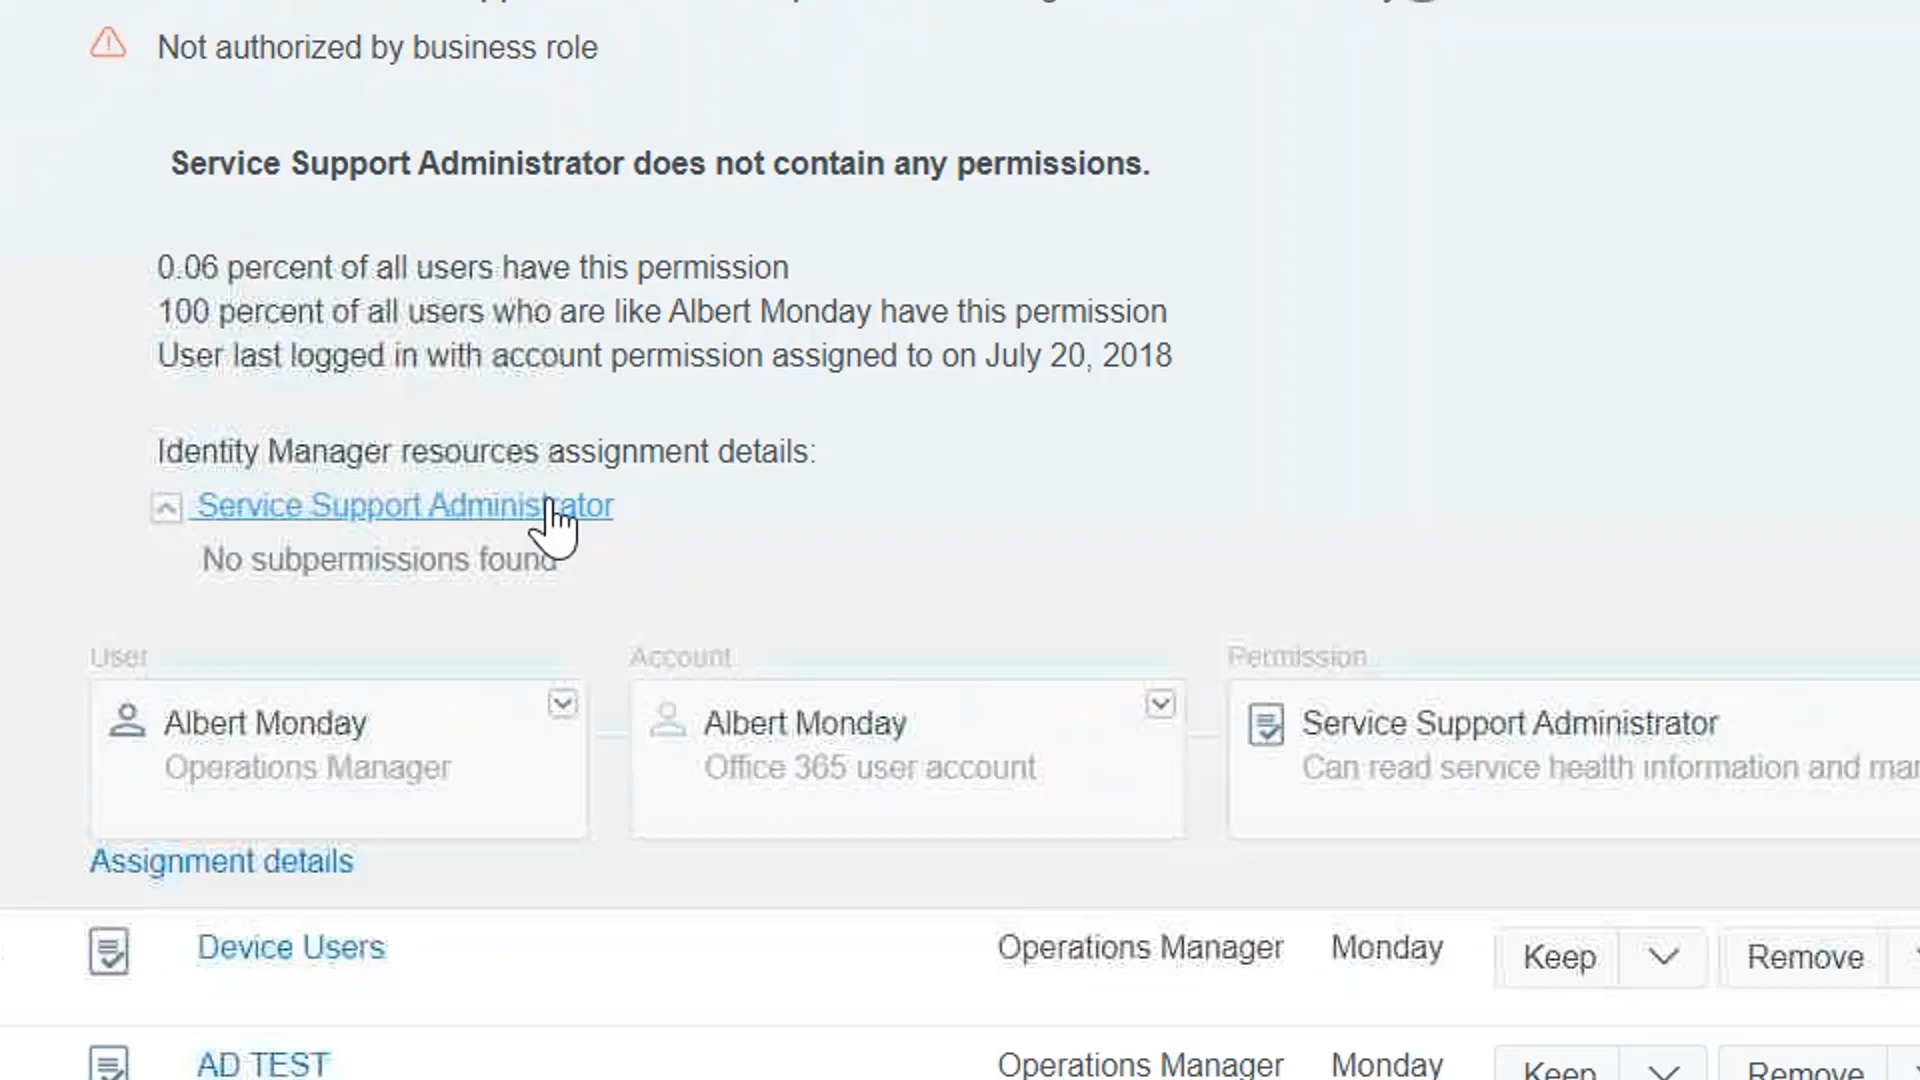 Not authorized by business role
Service Support Administrator does not contain any permissions.
0.06 percent of all users have this permission
100 percent of all users who are like Albert Monday have this permission
User last logged in with account permission assigned to on July 20, 2018
Identity Manager resources assignment details:
Service Support Administrator
No subpermissions found
User Account Permission
Albert Monday Albert Monday Service Support Administrator
Operations Manager Office 365 user account Can read service health information and
Assignment details
Device Users Operations Manager Monday Keep Remove
AD TEST Operations Manager Monday Keep Remove